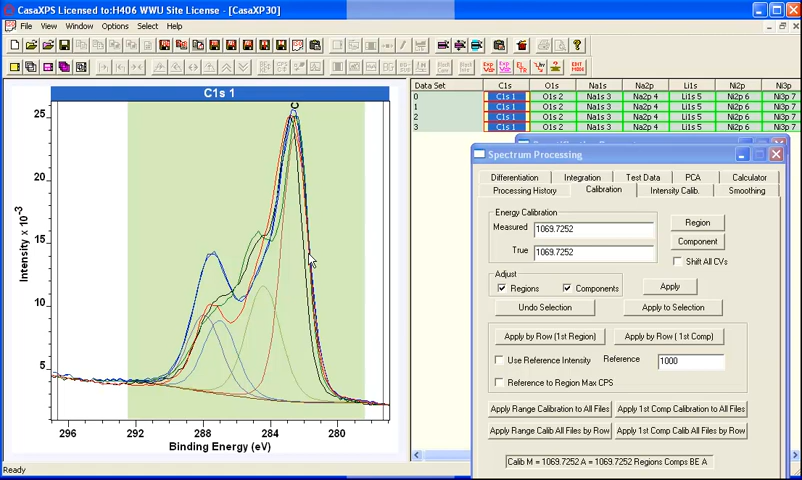 CasaXPS Licensed to:H406 WWU Site License - [CasaXP30]
File View Window Options Select Help
C1s 1
C
Intensity x 10-3
25
20
15
10
5
296 292 288 284 280
Binding Energy (eV)
Data Set C1s 1 O1s 2 Na1s 3 Na2p 4 Li1s 5 Ni2p 6 Ni3p
0 C1s 1 O1s 2 Na1s 3 Na2p 4 Li1s 5 Ni2p 6 Ni3p 7
1 C1s 1 O1s 2 Na1s 3 Na2p 4 Li1s 5 Ni2p 6 Ni3p 7
2 C1s 1 O1s 2 Na1s 3 Na2p 4 Li1s 5 Ni2p 6 Ni3p 7
3 C1s 1 O1s 2 Na1s 3 Na2p 4 Li1s 5 Ni2p 6 Ni3p 7
Spectrum Processing
Differentiation Integration Test Data PCA Calculator
Processing History Calibration Intensity Calib. Smoothing
Energy Calibration
Measured 1069.7252
True 1069.7252
Region
Component
Shift All CVs
Adjust
Regions Components
Apply
Undo Selection Apply to Selection
Apply by Row (1st Region) Apply by Row ( 1st Comp)
Use Reference Intensity Reference 1000
Reference to Region Max CPS
Apply Range Calibration to All Files Apply 1st Comp Calibration to All Files
Apply Range Calib All Files by Row Apply 1st Comp Calib All Files by Row
Calib M = 1069.7252 A = 1069.7252 Regions Comps BE A
Ready